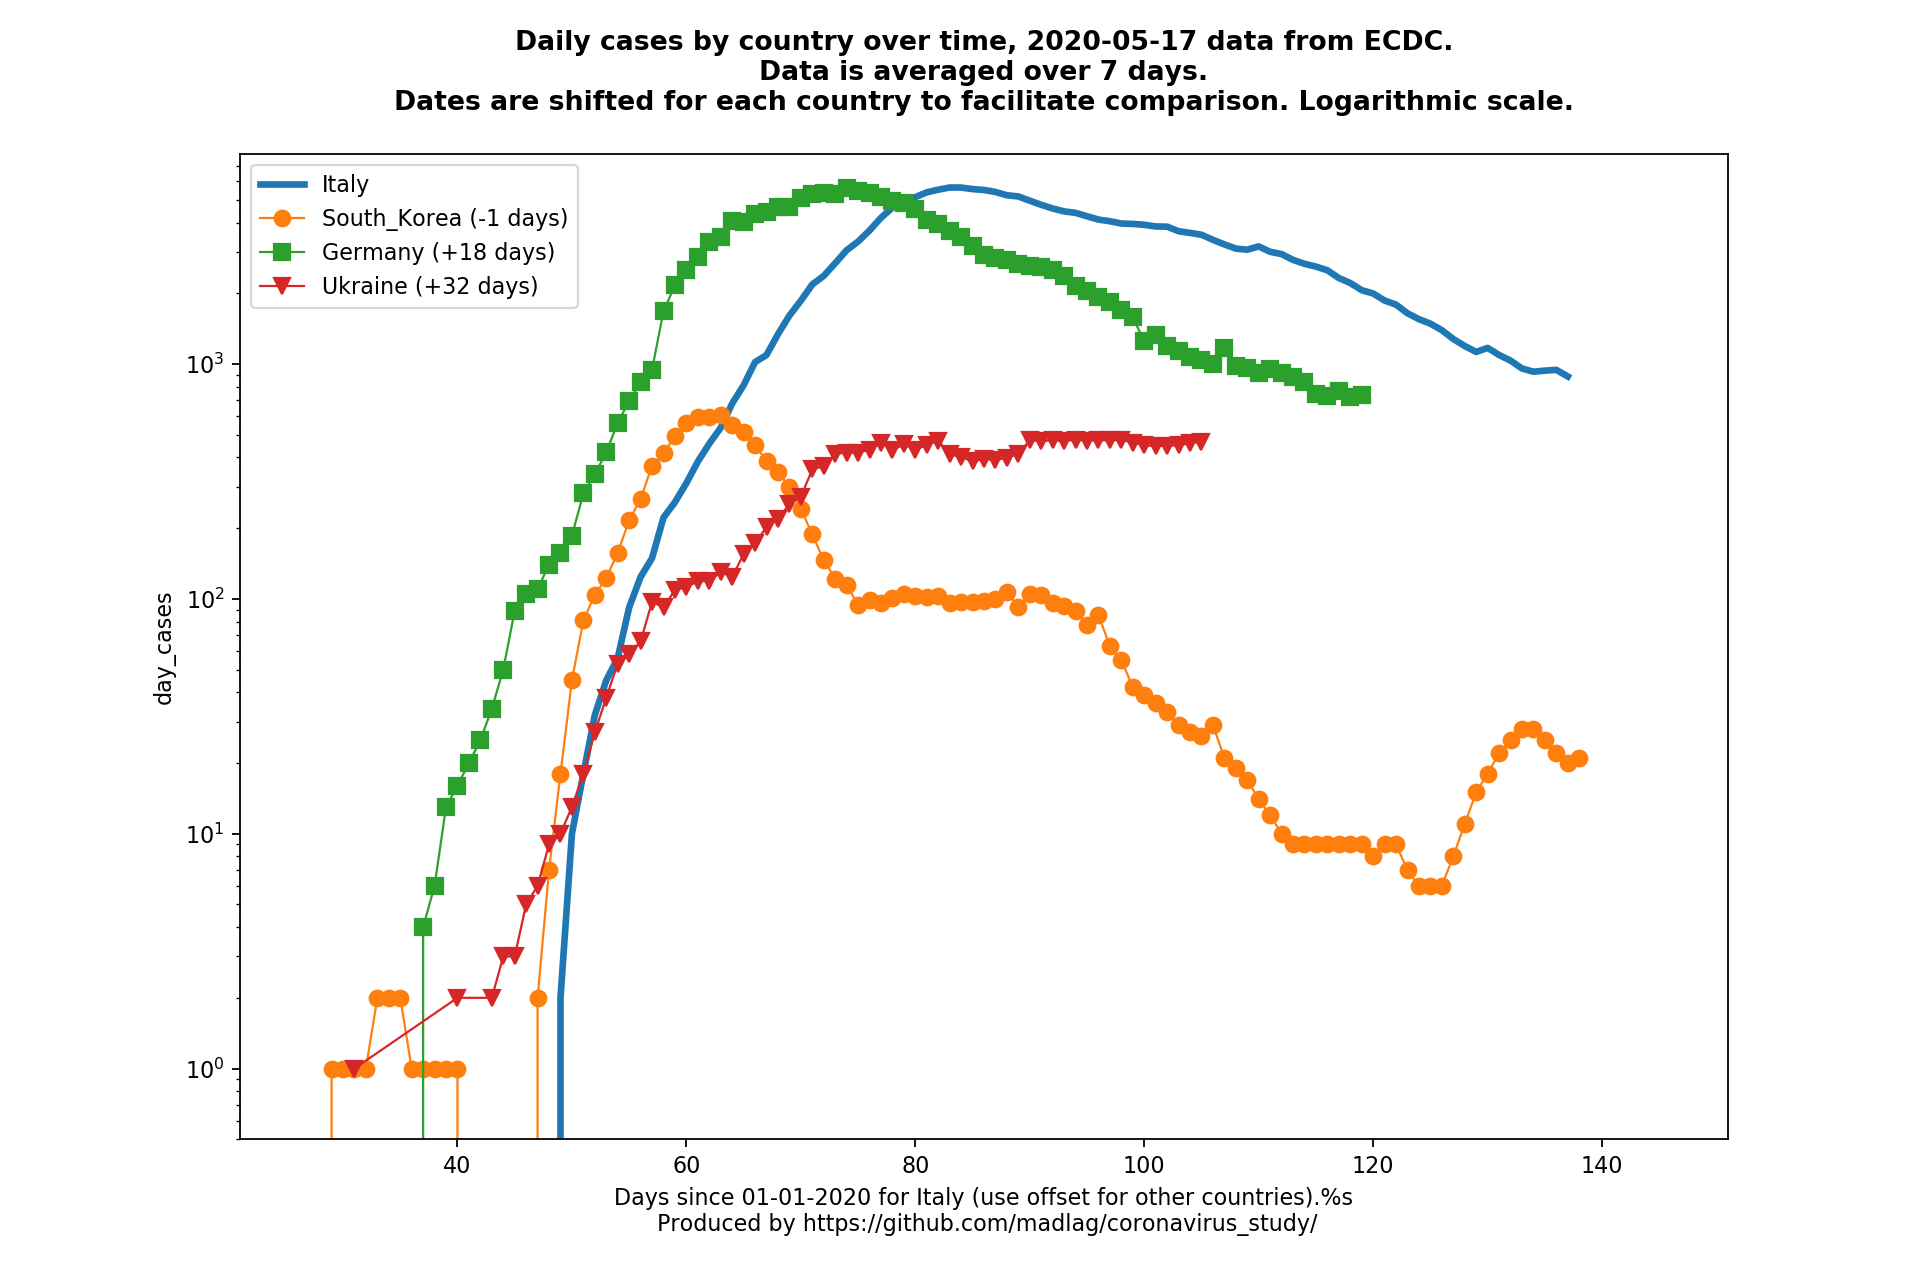 Daily cases by country over time, 2020-05-17 data from ECDC.
Data is averaged over 7 days.
Dates are shifted for each country to facilitate comparison. Logarithmic scale.
Italy
South_Korea (-1 days)
Germany (+18 days)
Ukraine (+32 days)
day_cases
10³
10²
10¹
10⁰
40 60 80 100 120 140
Days since 01-01-2020 for Italy (use offset for other countries).%s
Produced by https://github.com/madlag/coronavirus_study/